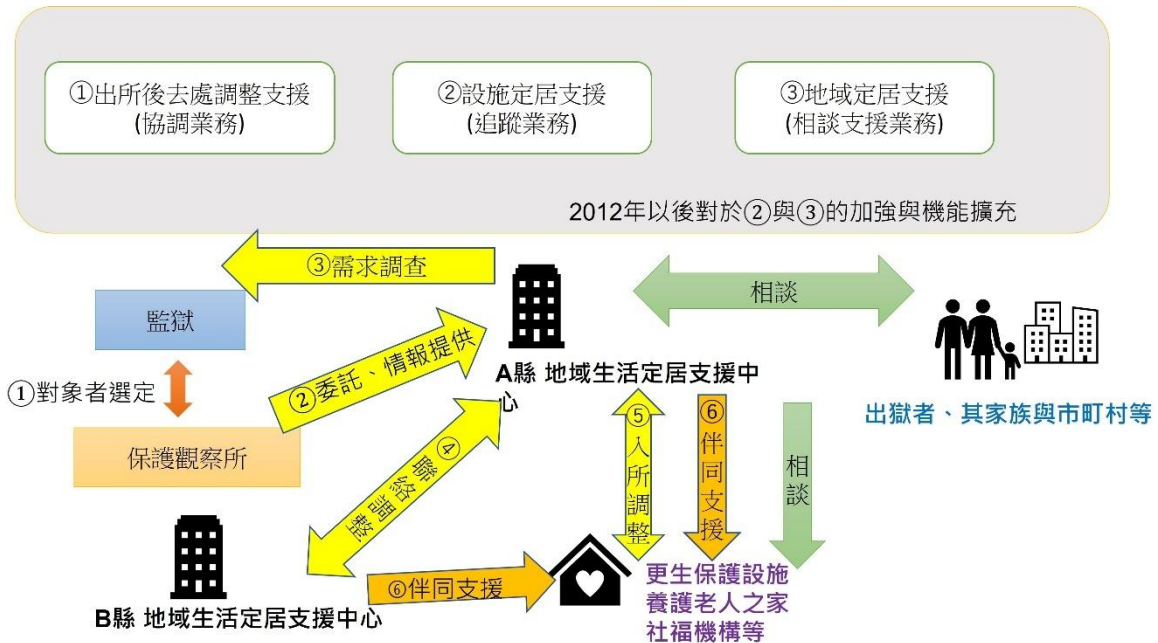 ①出所後去處調整支援
(協調業務)
②設施定居支援
(追蹤業務)
③地域定居支援
(相談支援業務)
2012年以後對於②與③的加強與機能擴充
③需求調查
相談
監獄
②委託、情報提供
A縣 地域生活定居支援中
心
①對象者選定
出獄者、其家族與市町村等
保護觀察所
④聯絡調整
⑤入所調整
⑥伴同支援
相談
⑥伴同支援
更生保護設施
養護老人之家
社福機構等
B縣 地域生活定居支援中心